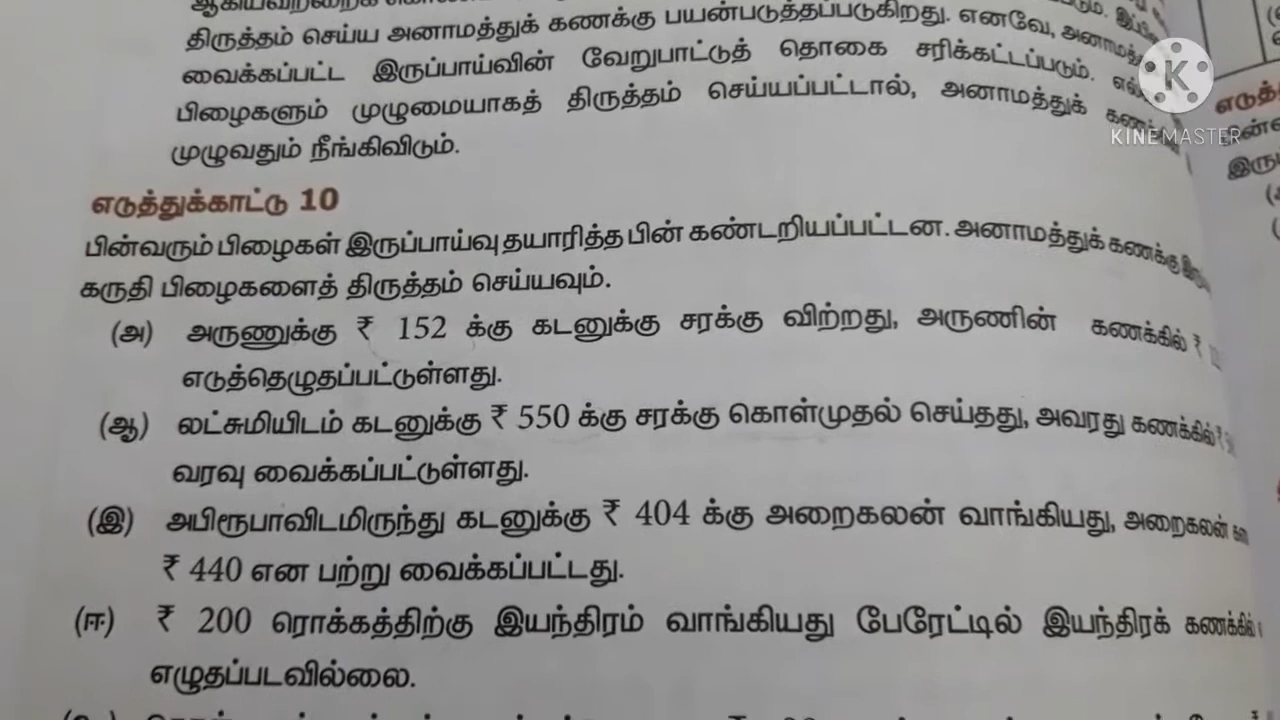 திருத்தம் செய்ய அனாமத்துக் கணக்கு பயன்படுத்தப்படுகிறது. எனவே, அனாமத்து
வைக்கப்பட்ட இருப்பாய்வின் வேறுபாட்டுத் தொகை சரிக்கட்டப்படும்.
பிழைகளும் முழுமையாகத் திருத்தம் செய்யப்பட்டால், அனாமத்துக்
முழுவதும் நீங்கிவிடும்.
KINEMASTER
எடுத்துக்காட்டு 10
பின்வரும் பிழைகள் இருப்பாய்வு தயாரித்த பின் கண்டறியப்பட்டன. அனாமத்துக் கணக்கு
கருதி பிழைகளைத் திருத்தம் செய்யவும்.
(அ) அருணுக்கு ₹ 152 க்கு கடனுக்கு சரக்கு விற்றது, அருணின் கணக்கில் ₹
எடுத்தெழுதப்பட்டுள்ளது.
(ஆ) லட்சுமியிடம் கடனுக்கு ₹ 550 க்கு சரக்கு கொள்முதல் செய்தது, அவரது கணக்கில் ₹
வரவு வைக்கப்பட்டுள்ளது.
(இ) அபிரூபாவிடமிருந்து கடனுக்கு ₹ 404 க்கு அறைகலன் வாங்கியது, அறைகலன்
₹ 440 என பற்று வைக்கப்பட்டது.
(ஈ) ₹ 200 ரொக்கத்திற்கு இயந்திரம் வாங்கியது பேரேட்டில் இயந்திரக் கணக்கில்
எழுதப்படவில்லை.